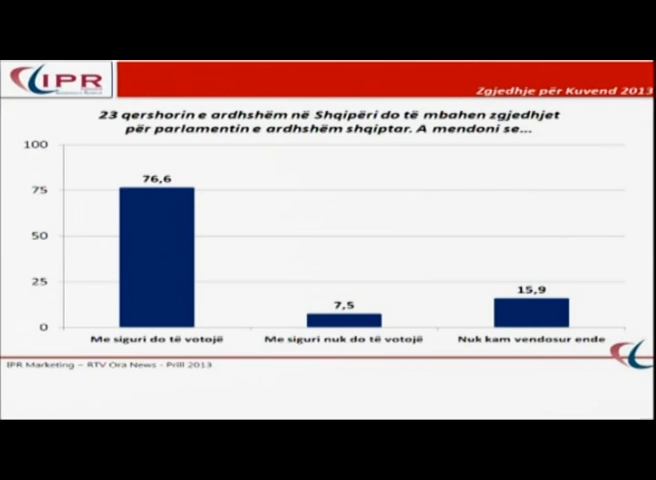 IPR
Zgjedhje për Kuvend 2013
23 qershorin e ardhshëm në Shqipëri do të mbahen zgjedhjet
për parlamentin e ardhshëm shqiptar. A mendoni se...
100
75
50
25
0
76,6
7,5
15,9
Me siguri do të votojë
Me siguri nuk do të votojë
Nuk kam vendosur ende
IPR Marketing – RTV Ora News - Prill 2013